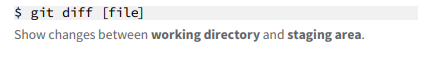 $ git diff [file]
Show changes between working directory and staging area.